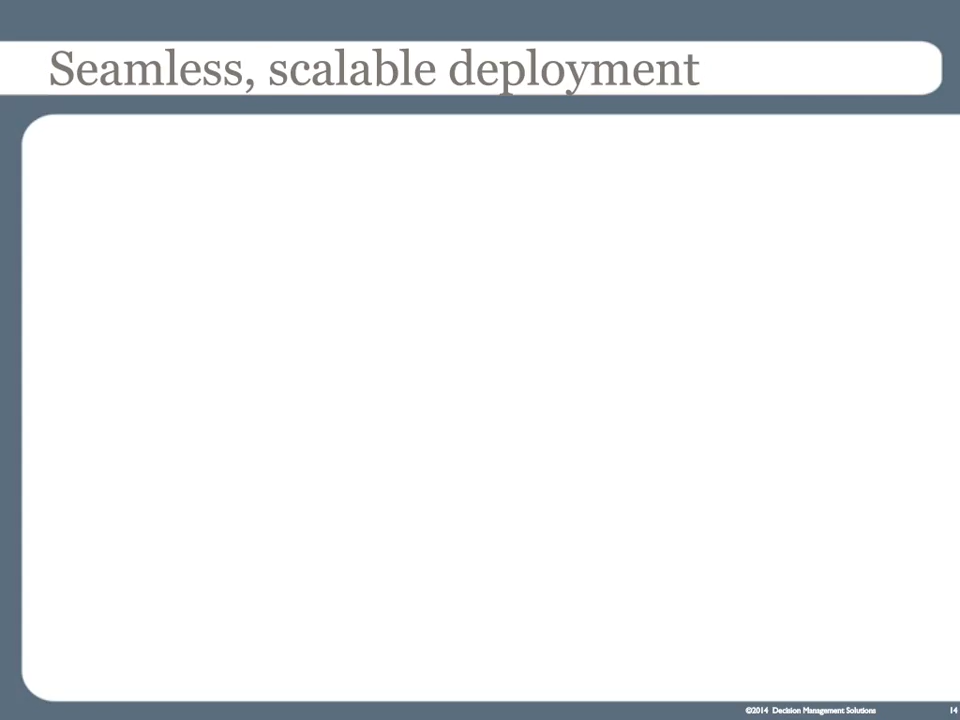 Seamless, scalable deployment
©2014 Decision Management Solutions 14